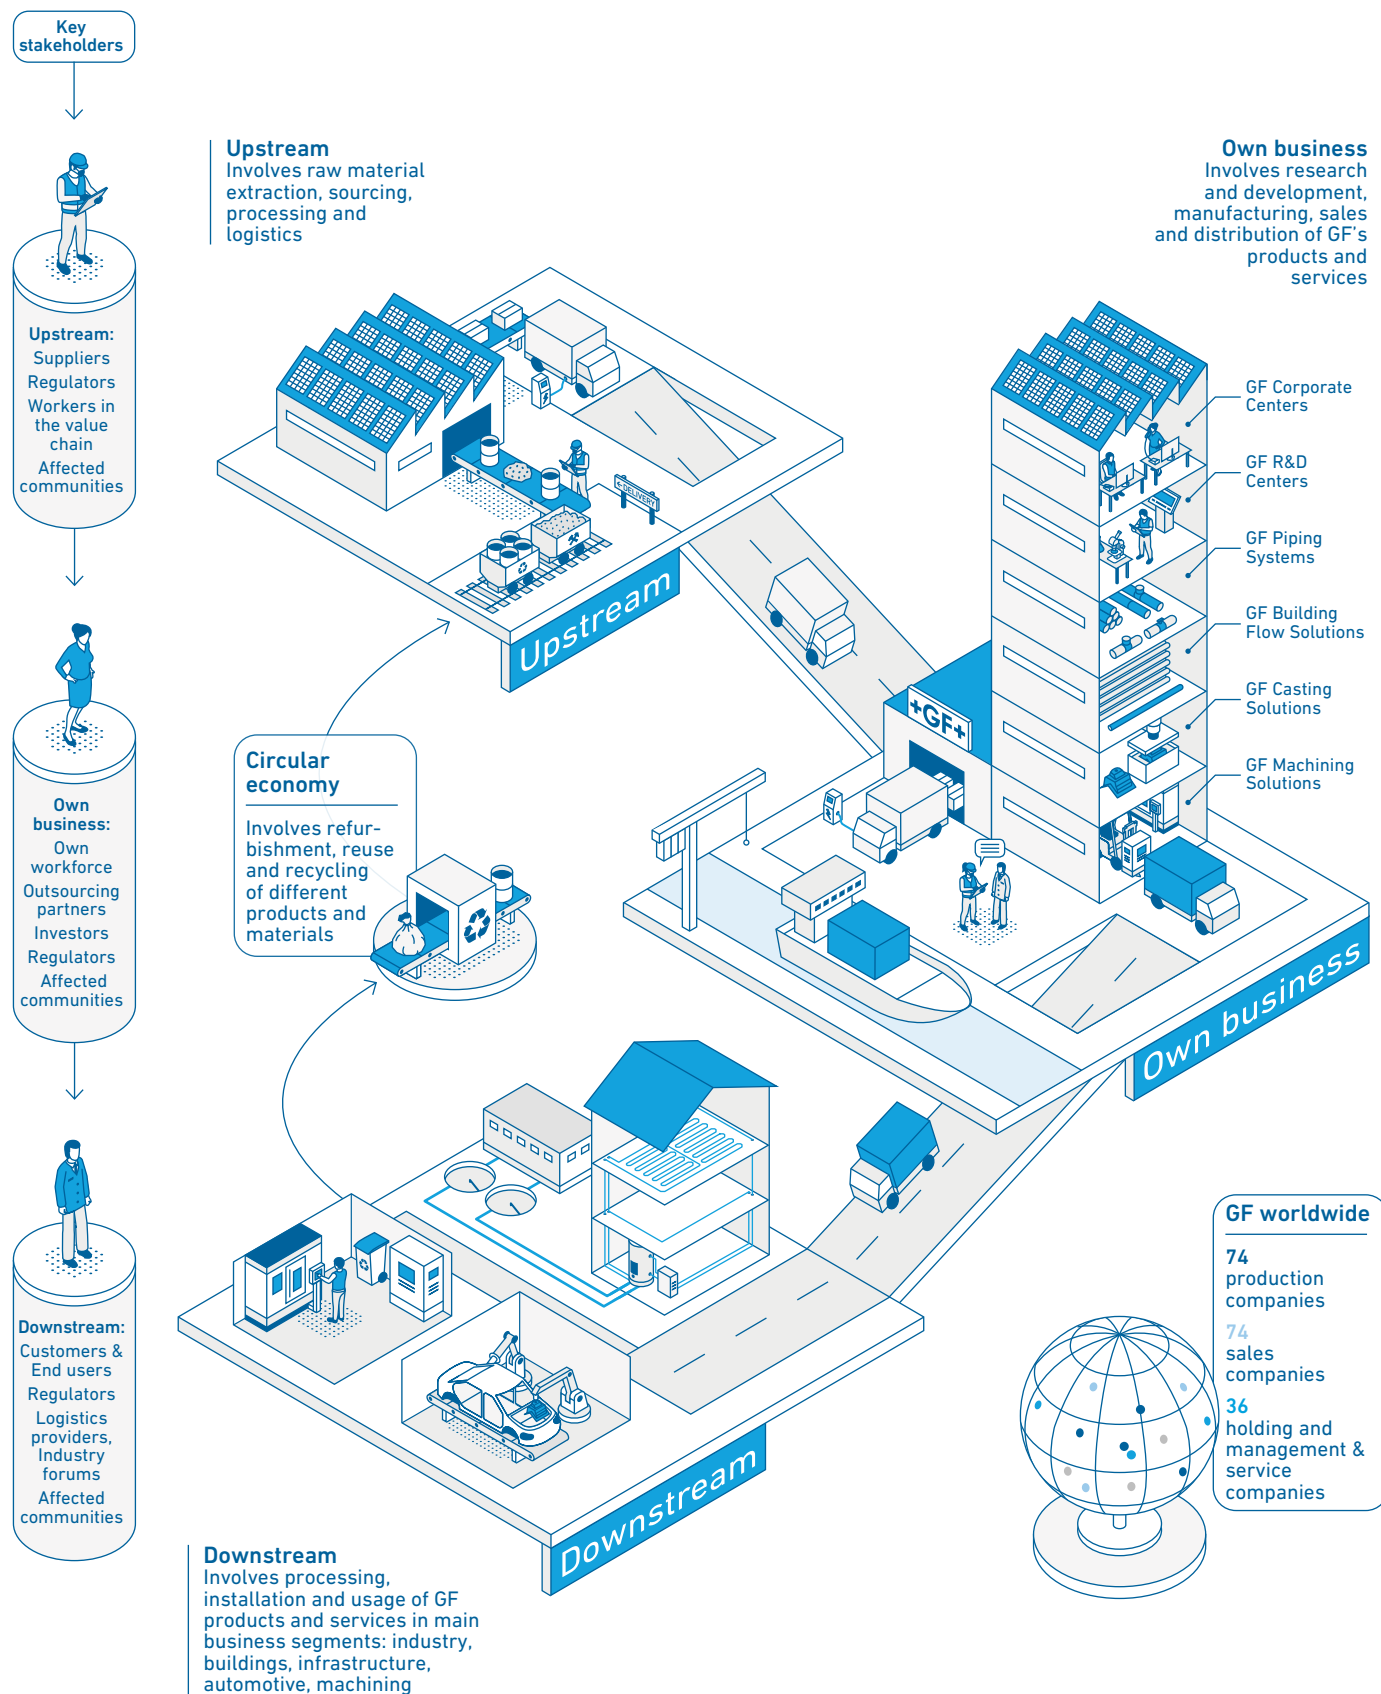 Key
stakeholders
Upstream:
Suppliers
Regulators
Workers in
the value
chain
Affected
communities
Own
business:
Own
workforce
Outsourcing
partners
Investors
Regulators
Affected
communities
Downstream:
Customers &
End users
Regulators
Logistics
providers,
Industry
forums
Affected
communities
Upstream
Involves raw material
extraction, sourcing,
processing and
logistics
Own business
Involves research
and development,
manufacturing, sales
and distribution of GF's
products and
services
←DELIVERY
Upstream
GF Corporate
Centers
GF R&D
Centers
GF Piping
Systems
GF Building
Flow Solutions
GF Casting
Solutions
GF Machining
Solutions
+GF+
Own business
Circular
economy
Involves refur-
bishment, reuse
and recycling
of different
products and
materials
Downstream
Downstream
Involves processing,
installation and usage of GF
products and services in main
business segments: industry,
buildings, infrastructure,
automotive, machining
GF worldwide
74
production
companies
74
sales
companies
36
holding and
management &
service
companies